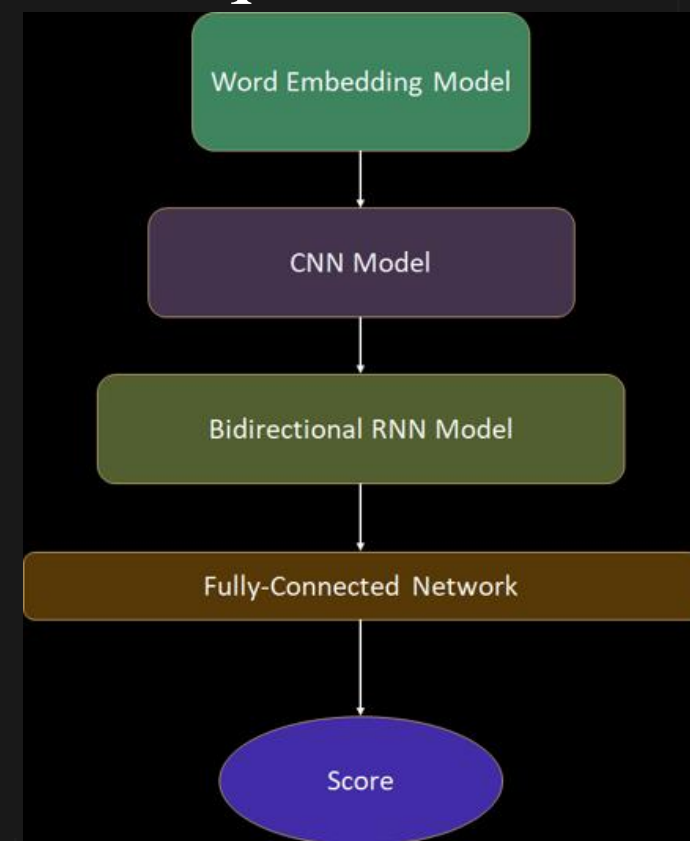 Word Embedding Model
CNN Model
Bidirectional RNN Model
Fully-Connected Network
Score